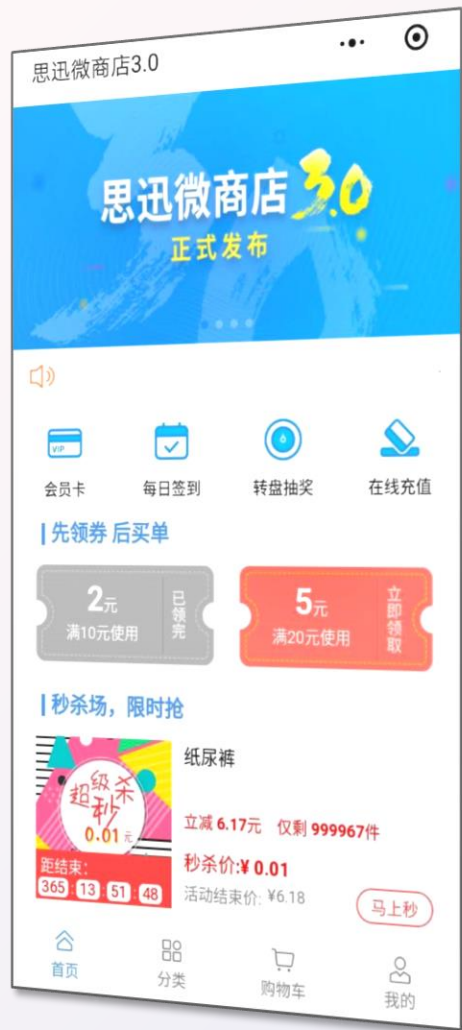 思迅微商店3.0
思迅微商店3.0
正式发布
VIP
会员卡
每日签到
转盘抽奖
在线充值
先领券 后买单
2元
满10元使用
已领完
5元
满20元使用
立即领取
秒杀场，限时抢
超级秒杀
0.01元
距结束:
365:13:51:48
纸尿裤
立减 6.17元 仅剩 999967件
秒杀价:¥ 0.01
活动结束价: ¥6.18
马上秒
首页
分类
购物车
我的